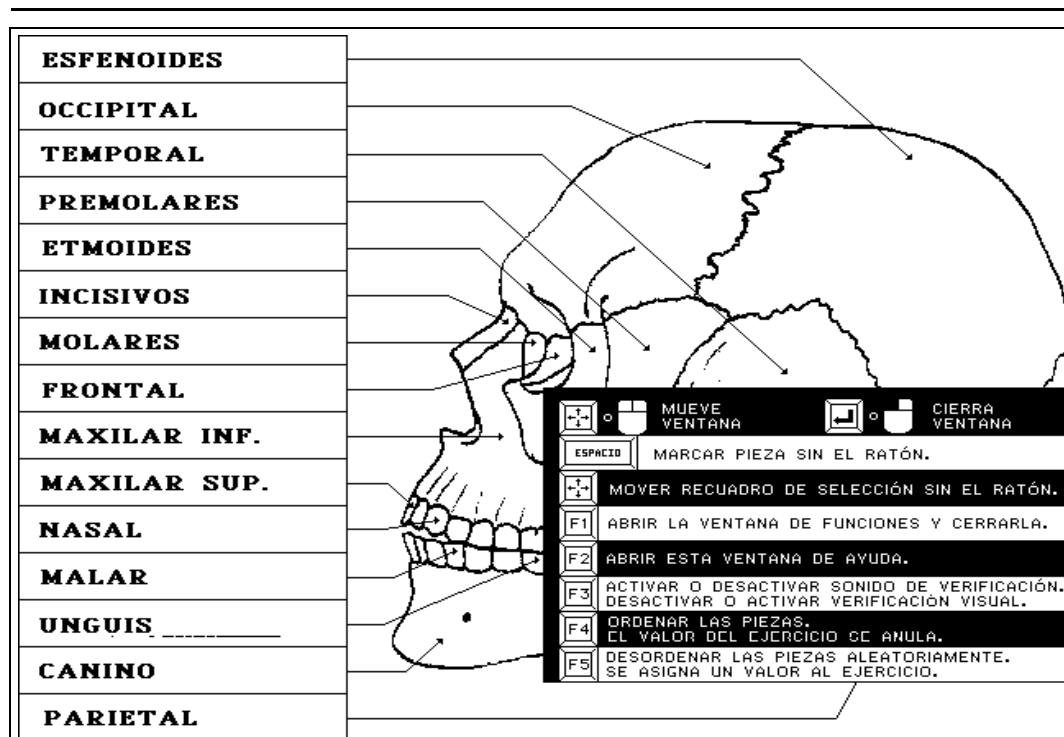 ESFENOIDES
OCCIPITAL
TEMPORAL
PREMOLARES
ETMOIDES
INCISIVOS
MOLARES
FRONTAL
MAXILAR INF.
MAXILAR SUP.
NASAL
MALAR
UNGUIS
CANINO
PARIETAL
o MUEVE
VENTANA
o CIERRA
VENTANA
ESPACIO MARCAR PIEZA SIN EL RATÓN.
MOVER RECUADRO DE SELECCIÓN SIN EL RATÓN.
F1 ABRIR LA VENTANA DE FUNCIONES Y CERRARLA.
F2 ABRIR ESTA VENTANA DE AYUDA.
F3 ACTIVAR O DESACTIVAR SONIDO DE VERIFICACIÓN.
DESACTIVAR O ACTIVAR VERIFICACIÓN VISUAL.
F4 ORDENAR LAS PIEZAS.
EL VALOR DEL EJERCICIO SE ANULA.
F5 DESORDENAR LAS PIEZAS ALEATORIAMENTE.
SE ASIGNA UN VALOR AL EJERCICIO.